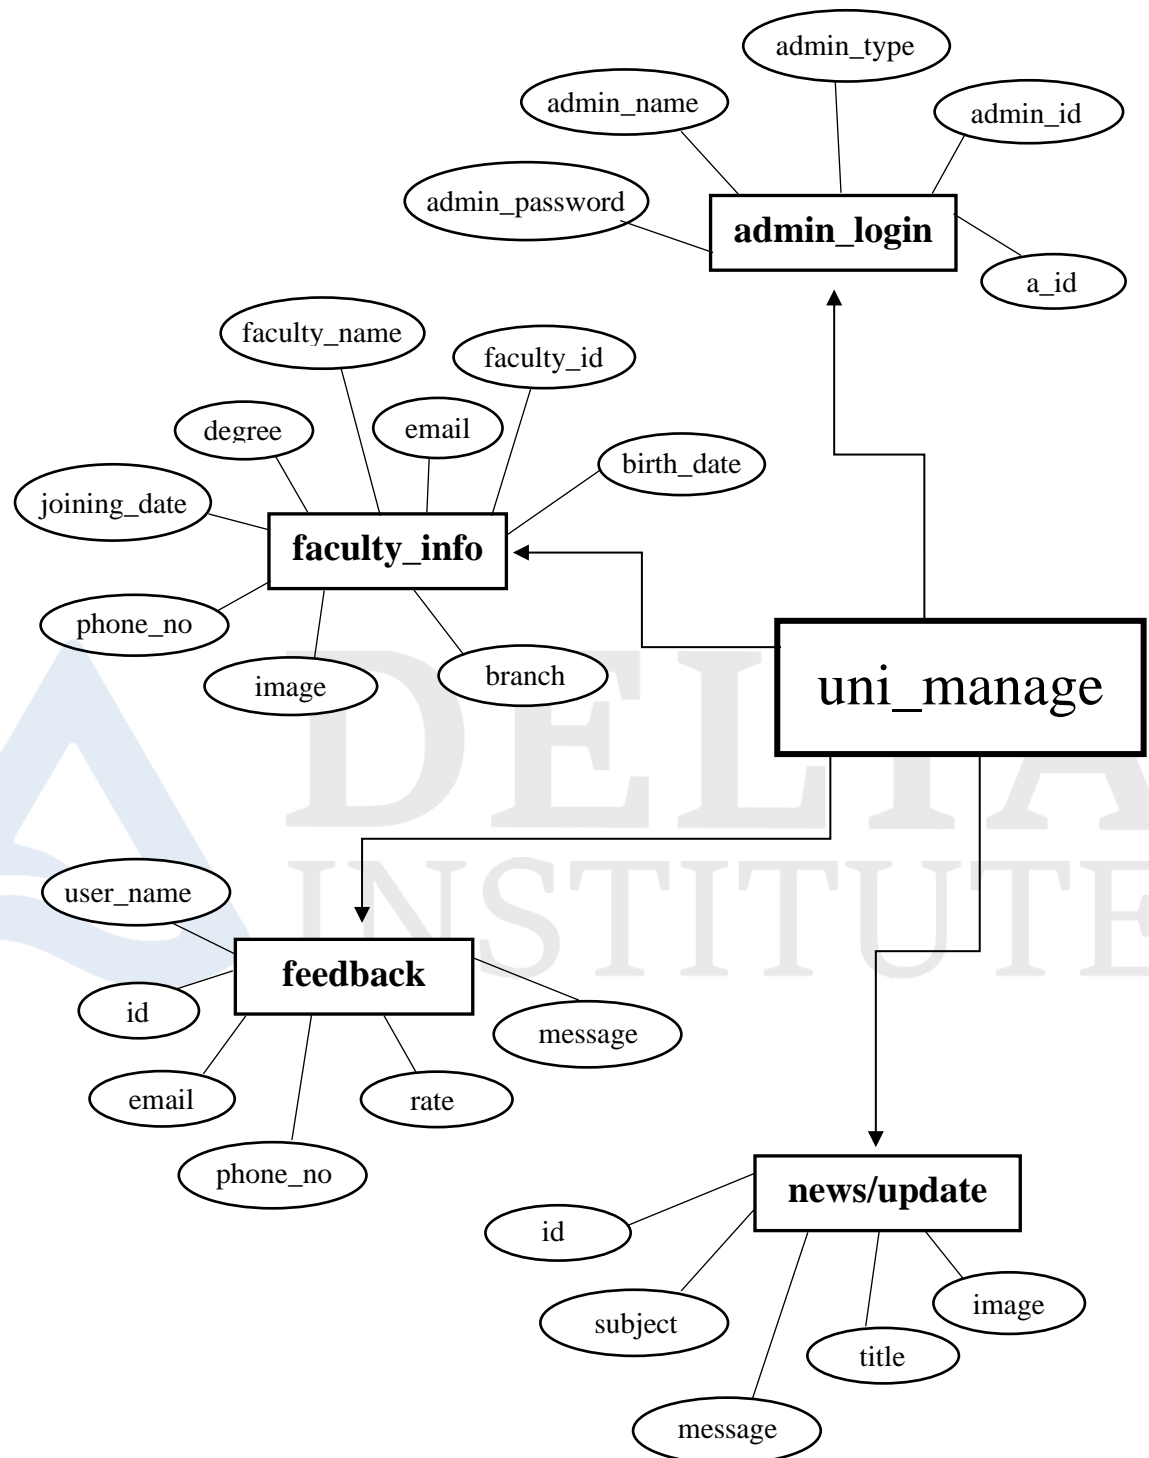 admin_type
admin_name
admin_id
admin_password
admin_login
a_id
faculty_name
faculty_id
degree
email
birth_date
joining_date
faculty_info
phone_no
image
branch
uni_manage
DELTA
INSTITUTE
user_name
feedback
id
message
email
rate
phone_no
news/update
id
subject
image
title
message